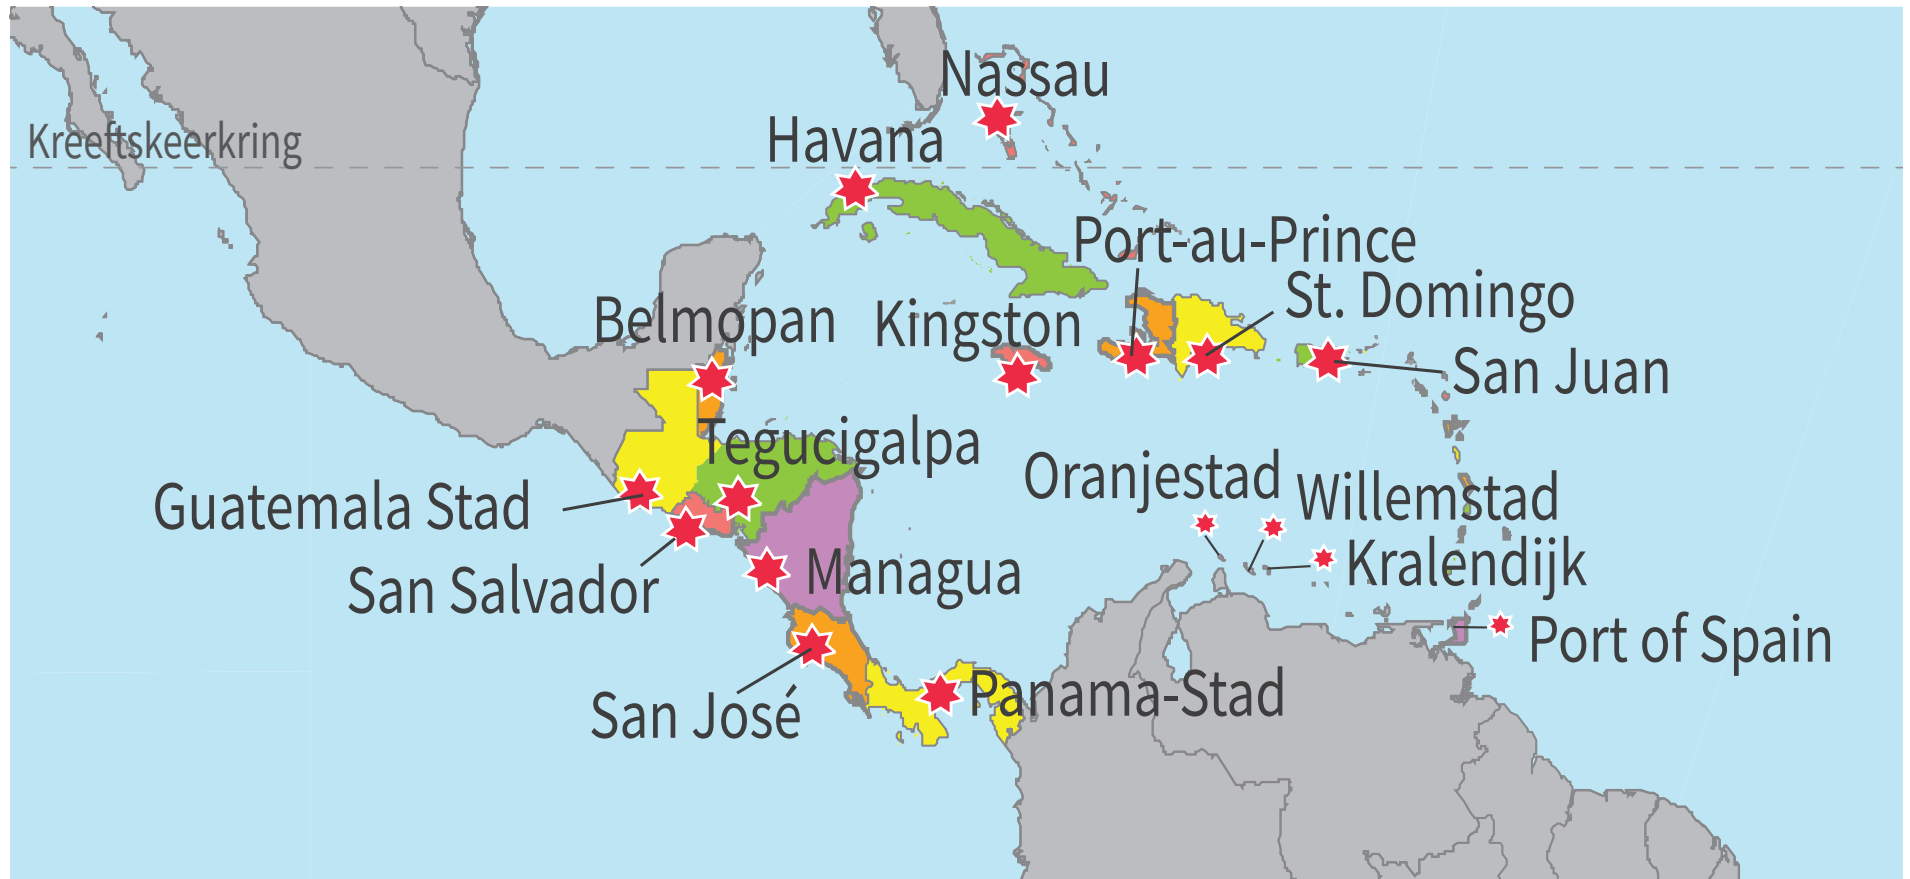 Nassau
Havana
Kreeftskeerkring
Port-au-Prince
St. Domingo
Belmopan
Kingston
San Juan
Tegucigalpa
Oranjestad
Willemstad
Guatemala Stad
Kralendijk
San Salvador
Managua
Port of Spain
San José
Panama-Stad